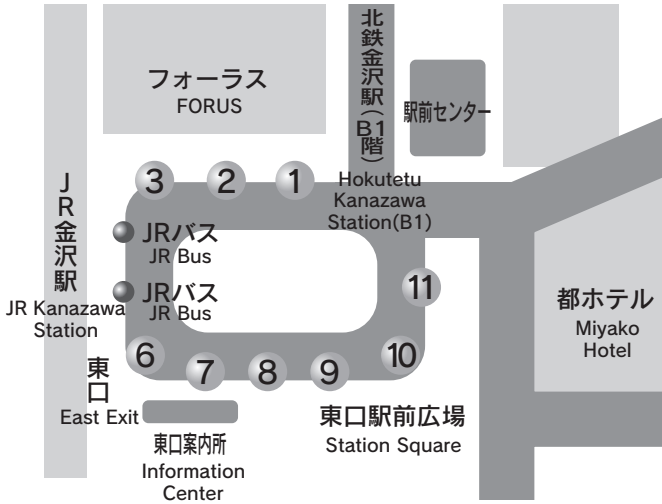 フォーラス
FORUS
北鉄金沢駅(B1階)
Hokutetu
Kanazawa
Station(B1)
駅前センター
3
2
1
JR金沢駅
JR Kanazawa
Station
JRバス
JR Bus
JRバス
JR Bus
11
都ホテル
Miyako
Hotel
6
7
8
9
10
東口
East Exit
東口案内所
Information
Center
東口駅前広場
Station Square